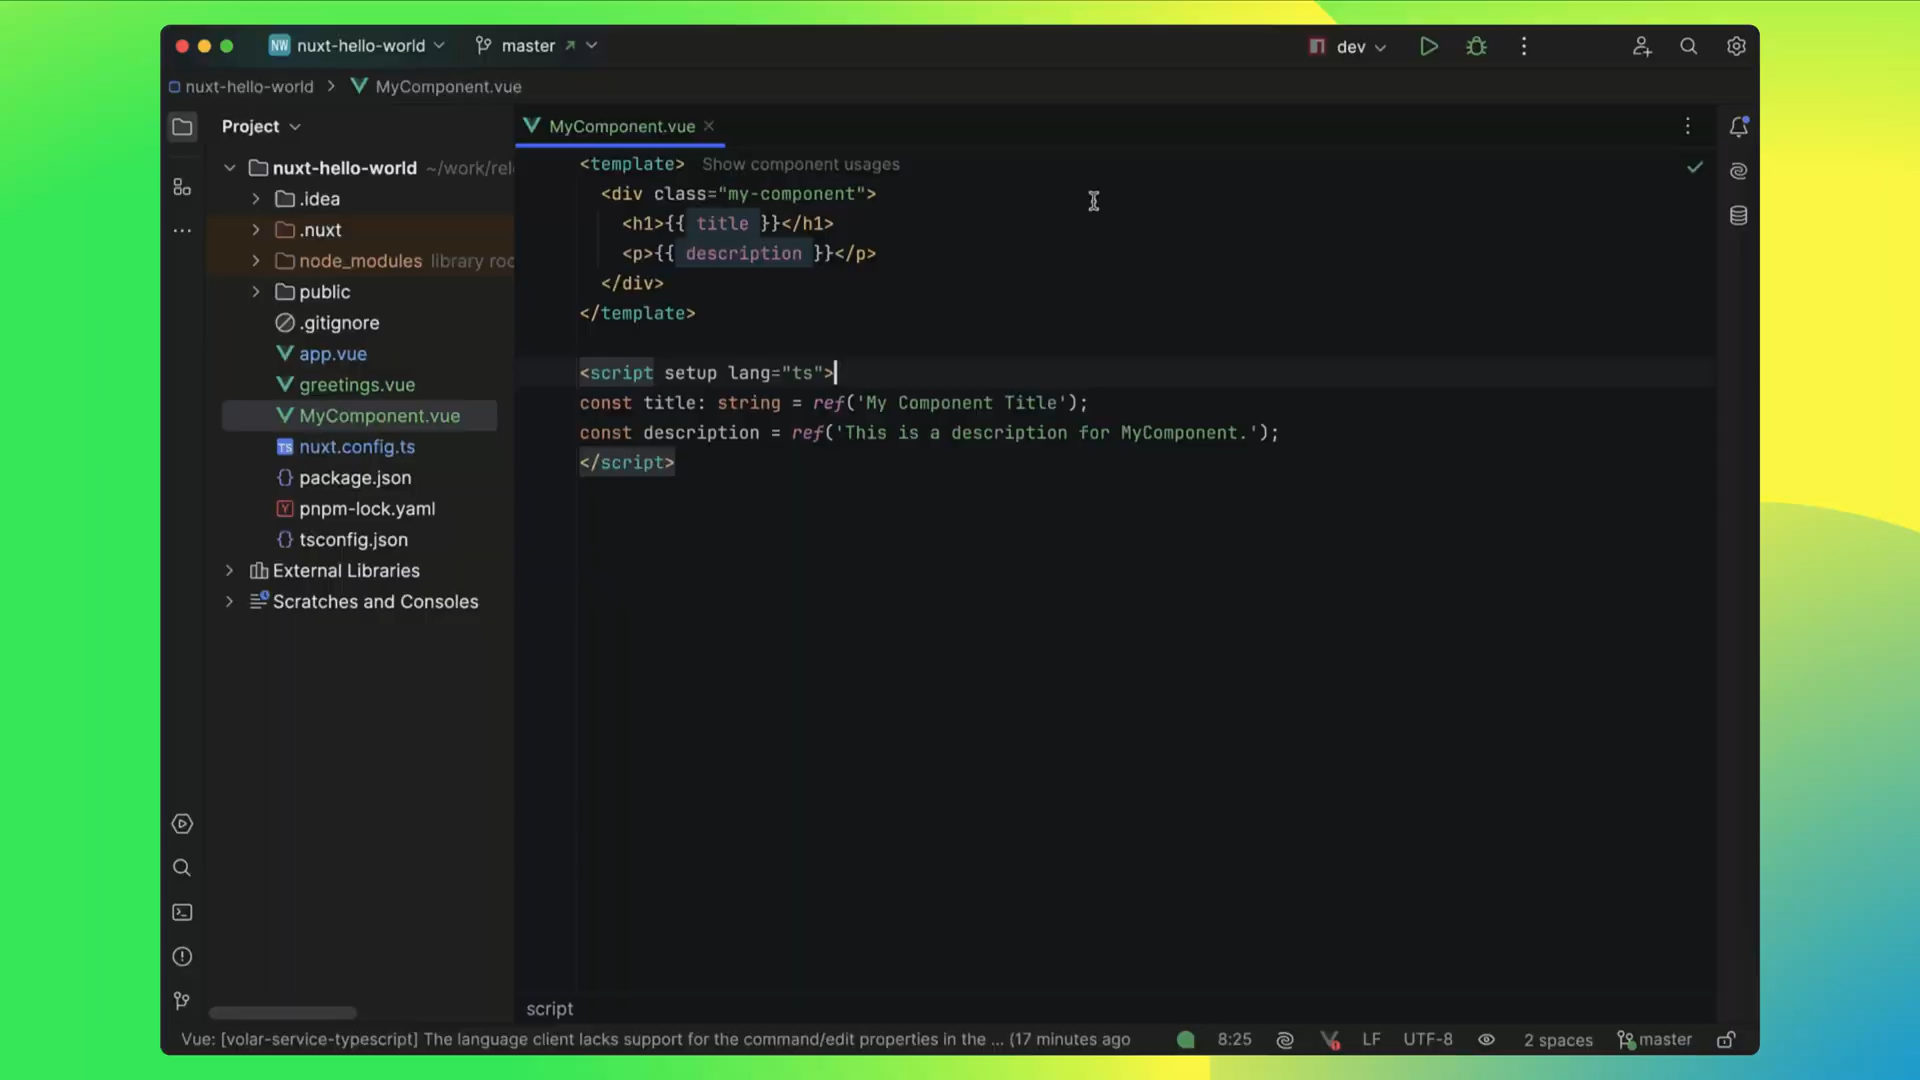 NW nuxt-hello-world master dev
nuxt-hello-world > MyComponent.vue
Project
MyComponent.vue
nuxt-hello-world ~/work/rel
.idea
.nuxt
node_modules library roo
public
.gitignore
app.vue
greetings.vue
MyComponent.vue
TS nuxt.config.ts
{} package.json
Y pnpm-lock.yaml
{} tsconfig.json
External Libraries
Scratches and Consoles
<template> Show component usages
<div class="my-component">
<h1>{{ title }}</h1>
<p>{{ description }}</p>
</div>
</template>
<script setup lang="ts">
const title: string = ref('My Component Title');
const description = ref('This is a description for MyComponent.');
</script>
script
Vue: [volar-service-typescript] The language client lacks support for the command/edit properties in the ... (17 minutes ago 8:25 LF UTF-8 2 spaces master